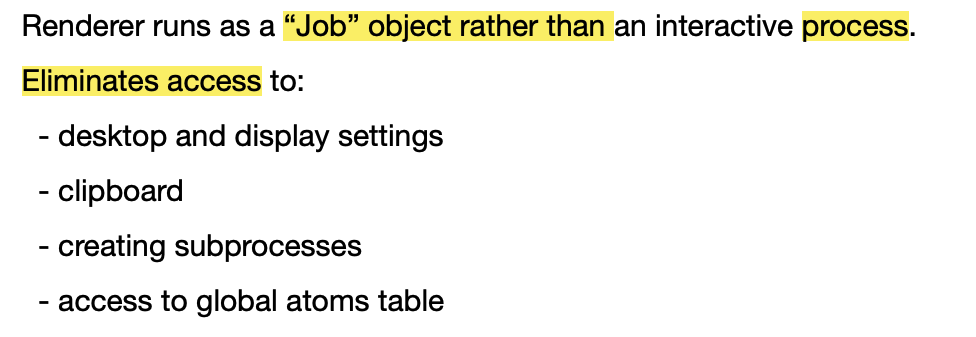 Renderer runs as a “Job” object rather than an interactive process.
Eliminates access to:
- desktop and display settings
- clipboard
- creating subprocesses
- access to global atoms table